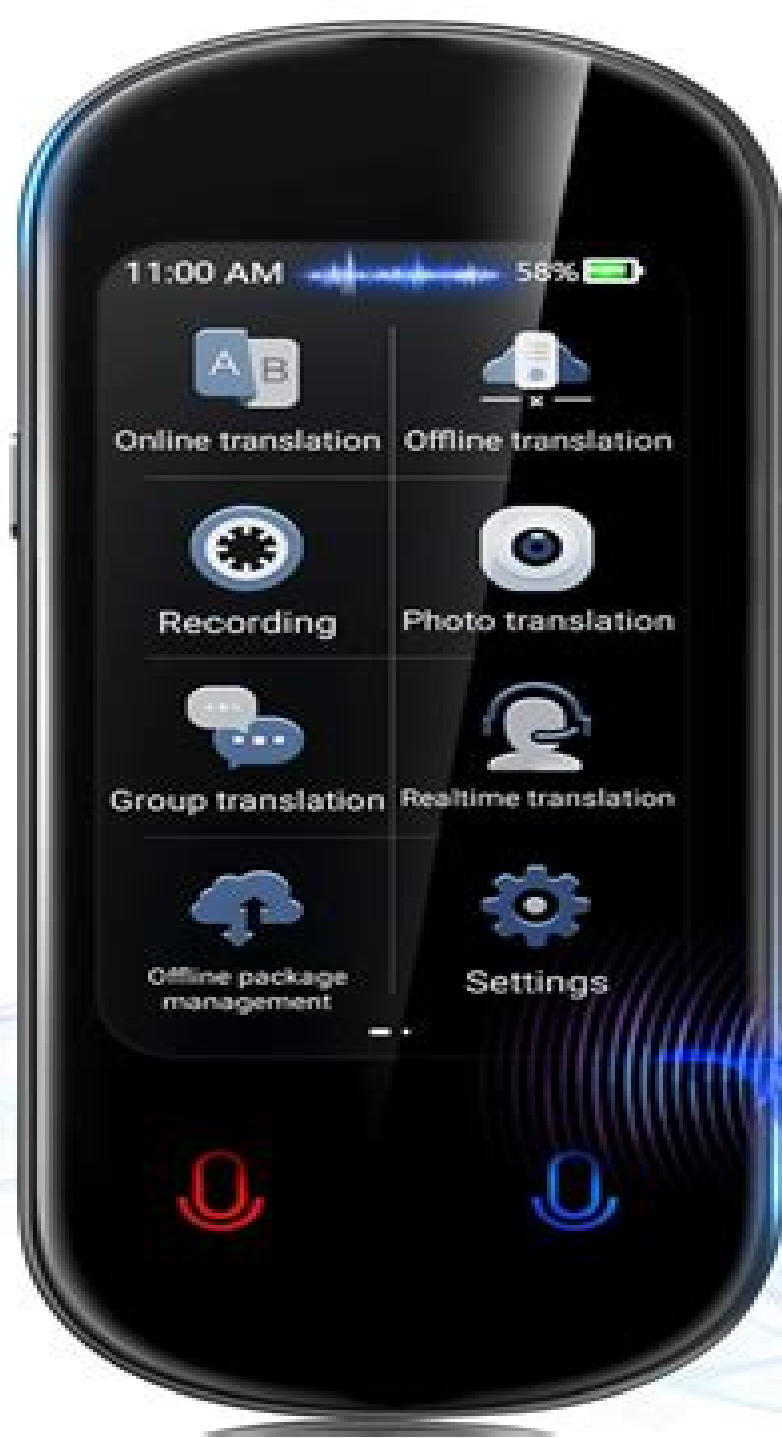 11:00 AM 58%
A B
Online translation Offline translation
Recording Photo translation
Group translation Realtime translation
Offline package
management
Settings